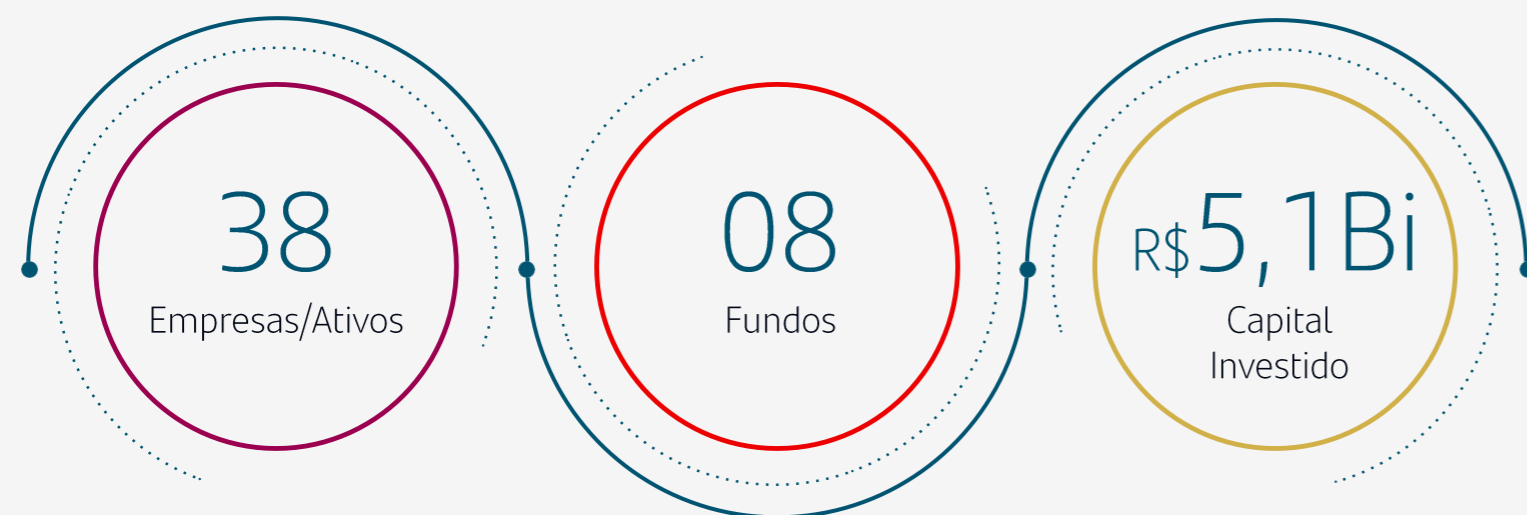 38
Empresas/Ativos
08
Fundos
R$5,1Bi
Capital
Investido